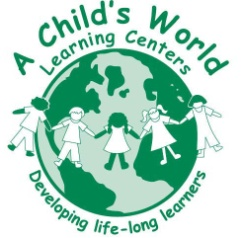 A Child's World
Learning Centers
Developing life-long learners